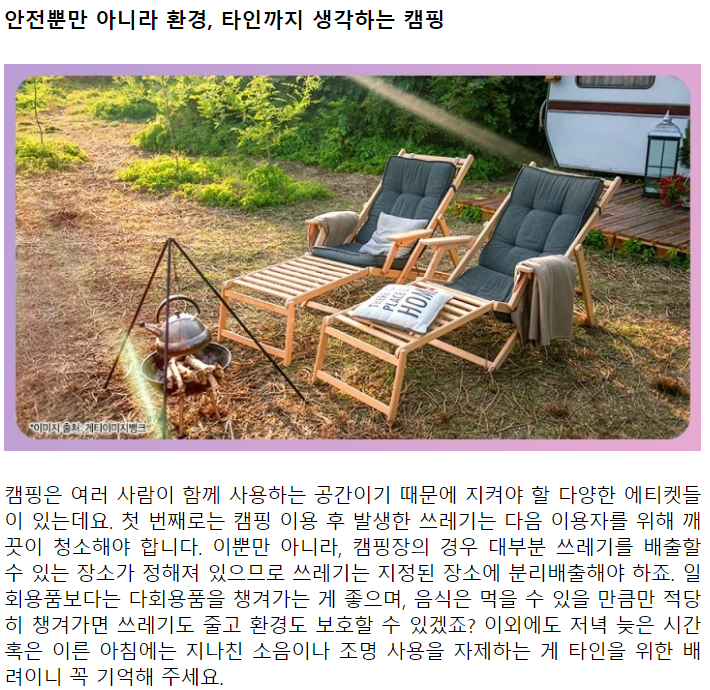 안전뿐만 아니라 환경, 타인까지 생각하는 캠핑
PLACE
HOME
*이미지 출처: 게티이미지뱅크
캠핑은 여러 사람이 함께 사용하는 공간이기 때문에 지켜야 할 다양한 에티켓들
이 있는데요. 첫 번째로는 캠핑 이용 후 발생한 쓰레기는 다음 이용자를 위해 깨
끗이 청소해야 합니다. 이뿐만 아니라, 캠핑장의 경우 대부분 쓰레기를 배출할
수 있는 장소가 정해져 있으므로 쓰레기는 지정된 장소에 분리배출해야 하죠. 일
회용품보다는 다회용품을 챙겨가는 게 좋으며, 음식은 먹을 수 있을 만큼만 적당
히 챙겨가면 쓰레기도 줄고 환경도 보호할 수 있겠죠? 이외에도 저녁 늦은 시간
혹은 이른 아침에는 지나친 소음이나 조명 사용을 자제하는 게 타인을 위한 배
려이니 꼭 기억해 주세요.